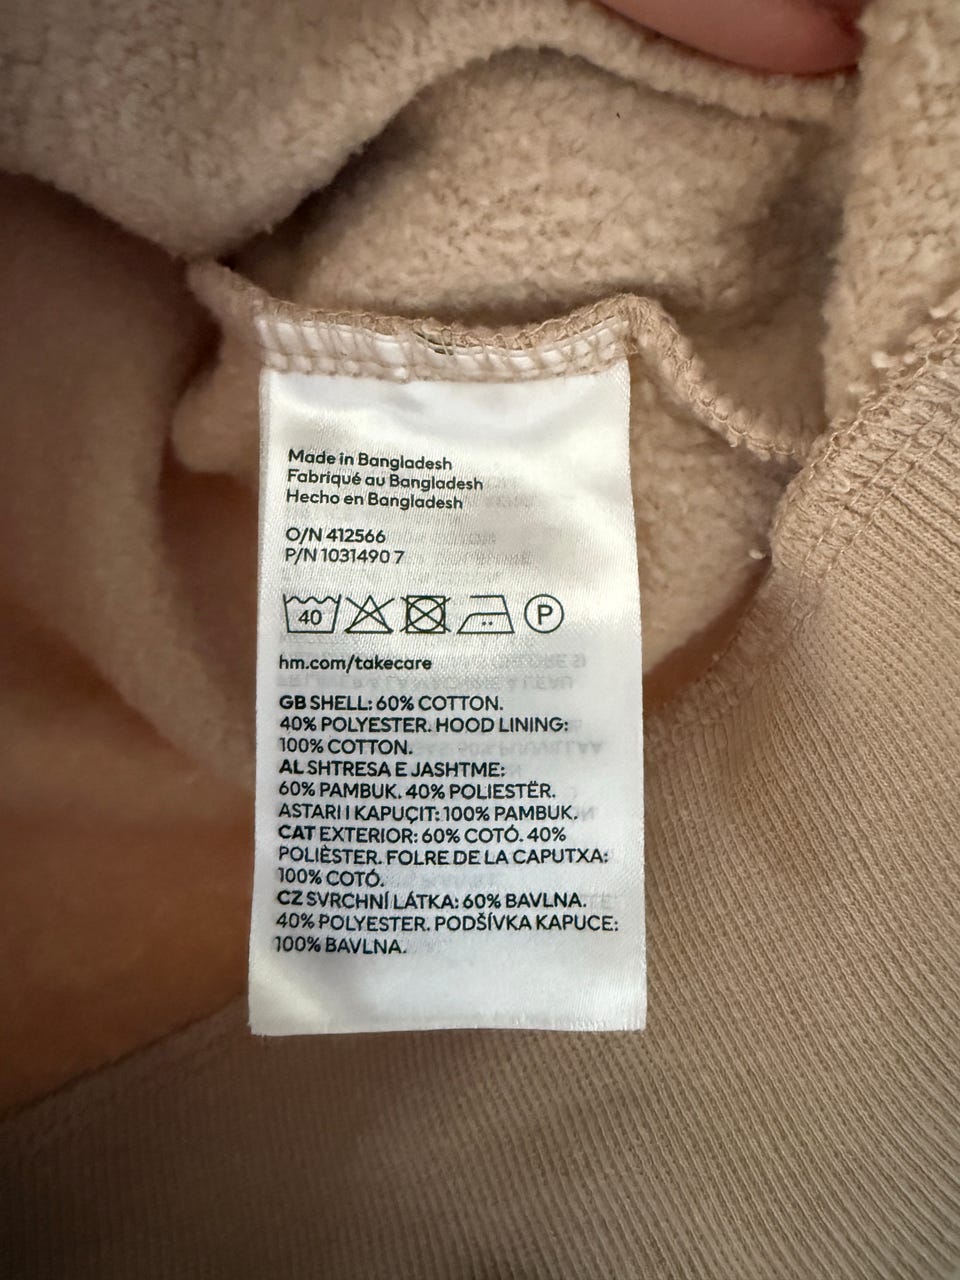 Made in Bangladesh
Fabriqué au Bangladesh
Hecho en Bangladesh
O/N 412566
P/N 1031490 7
40 P
hm.com/takecare
GB SHELL: 60% COTTON.
40% POLYESTER. HOOD LINING:
100% COTTON.
AL SHTRESA E JASHTME:
60% PAMBUK. 40% POLIESTËR.
ASTARI I KAPUÇIT: 100% PAMBUK.
CAT EXTERIOR: 60% COTÓ. 40%
POLIÈSTER. FOLRE DE LA CAPUTXA:
100% COTÓ.
CZ SVRCHNÍ LÁTKA: 60% BAVLNA.
40% POLYESTER. PODŠÍVKA KAPUCE:
100% BAVLNA.